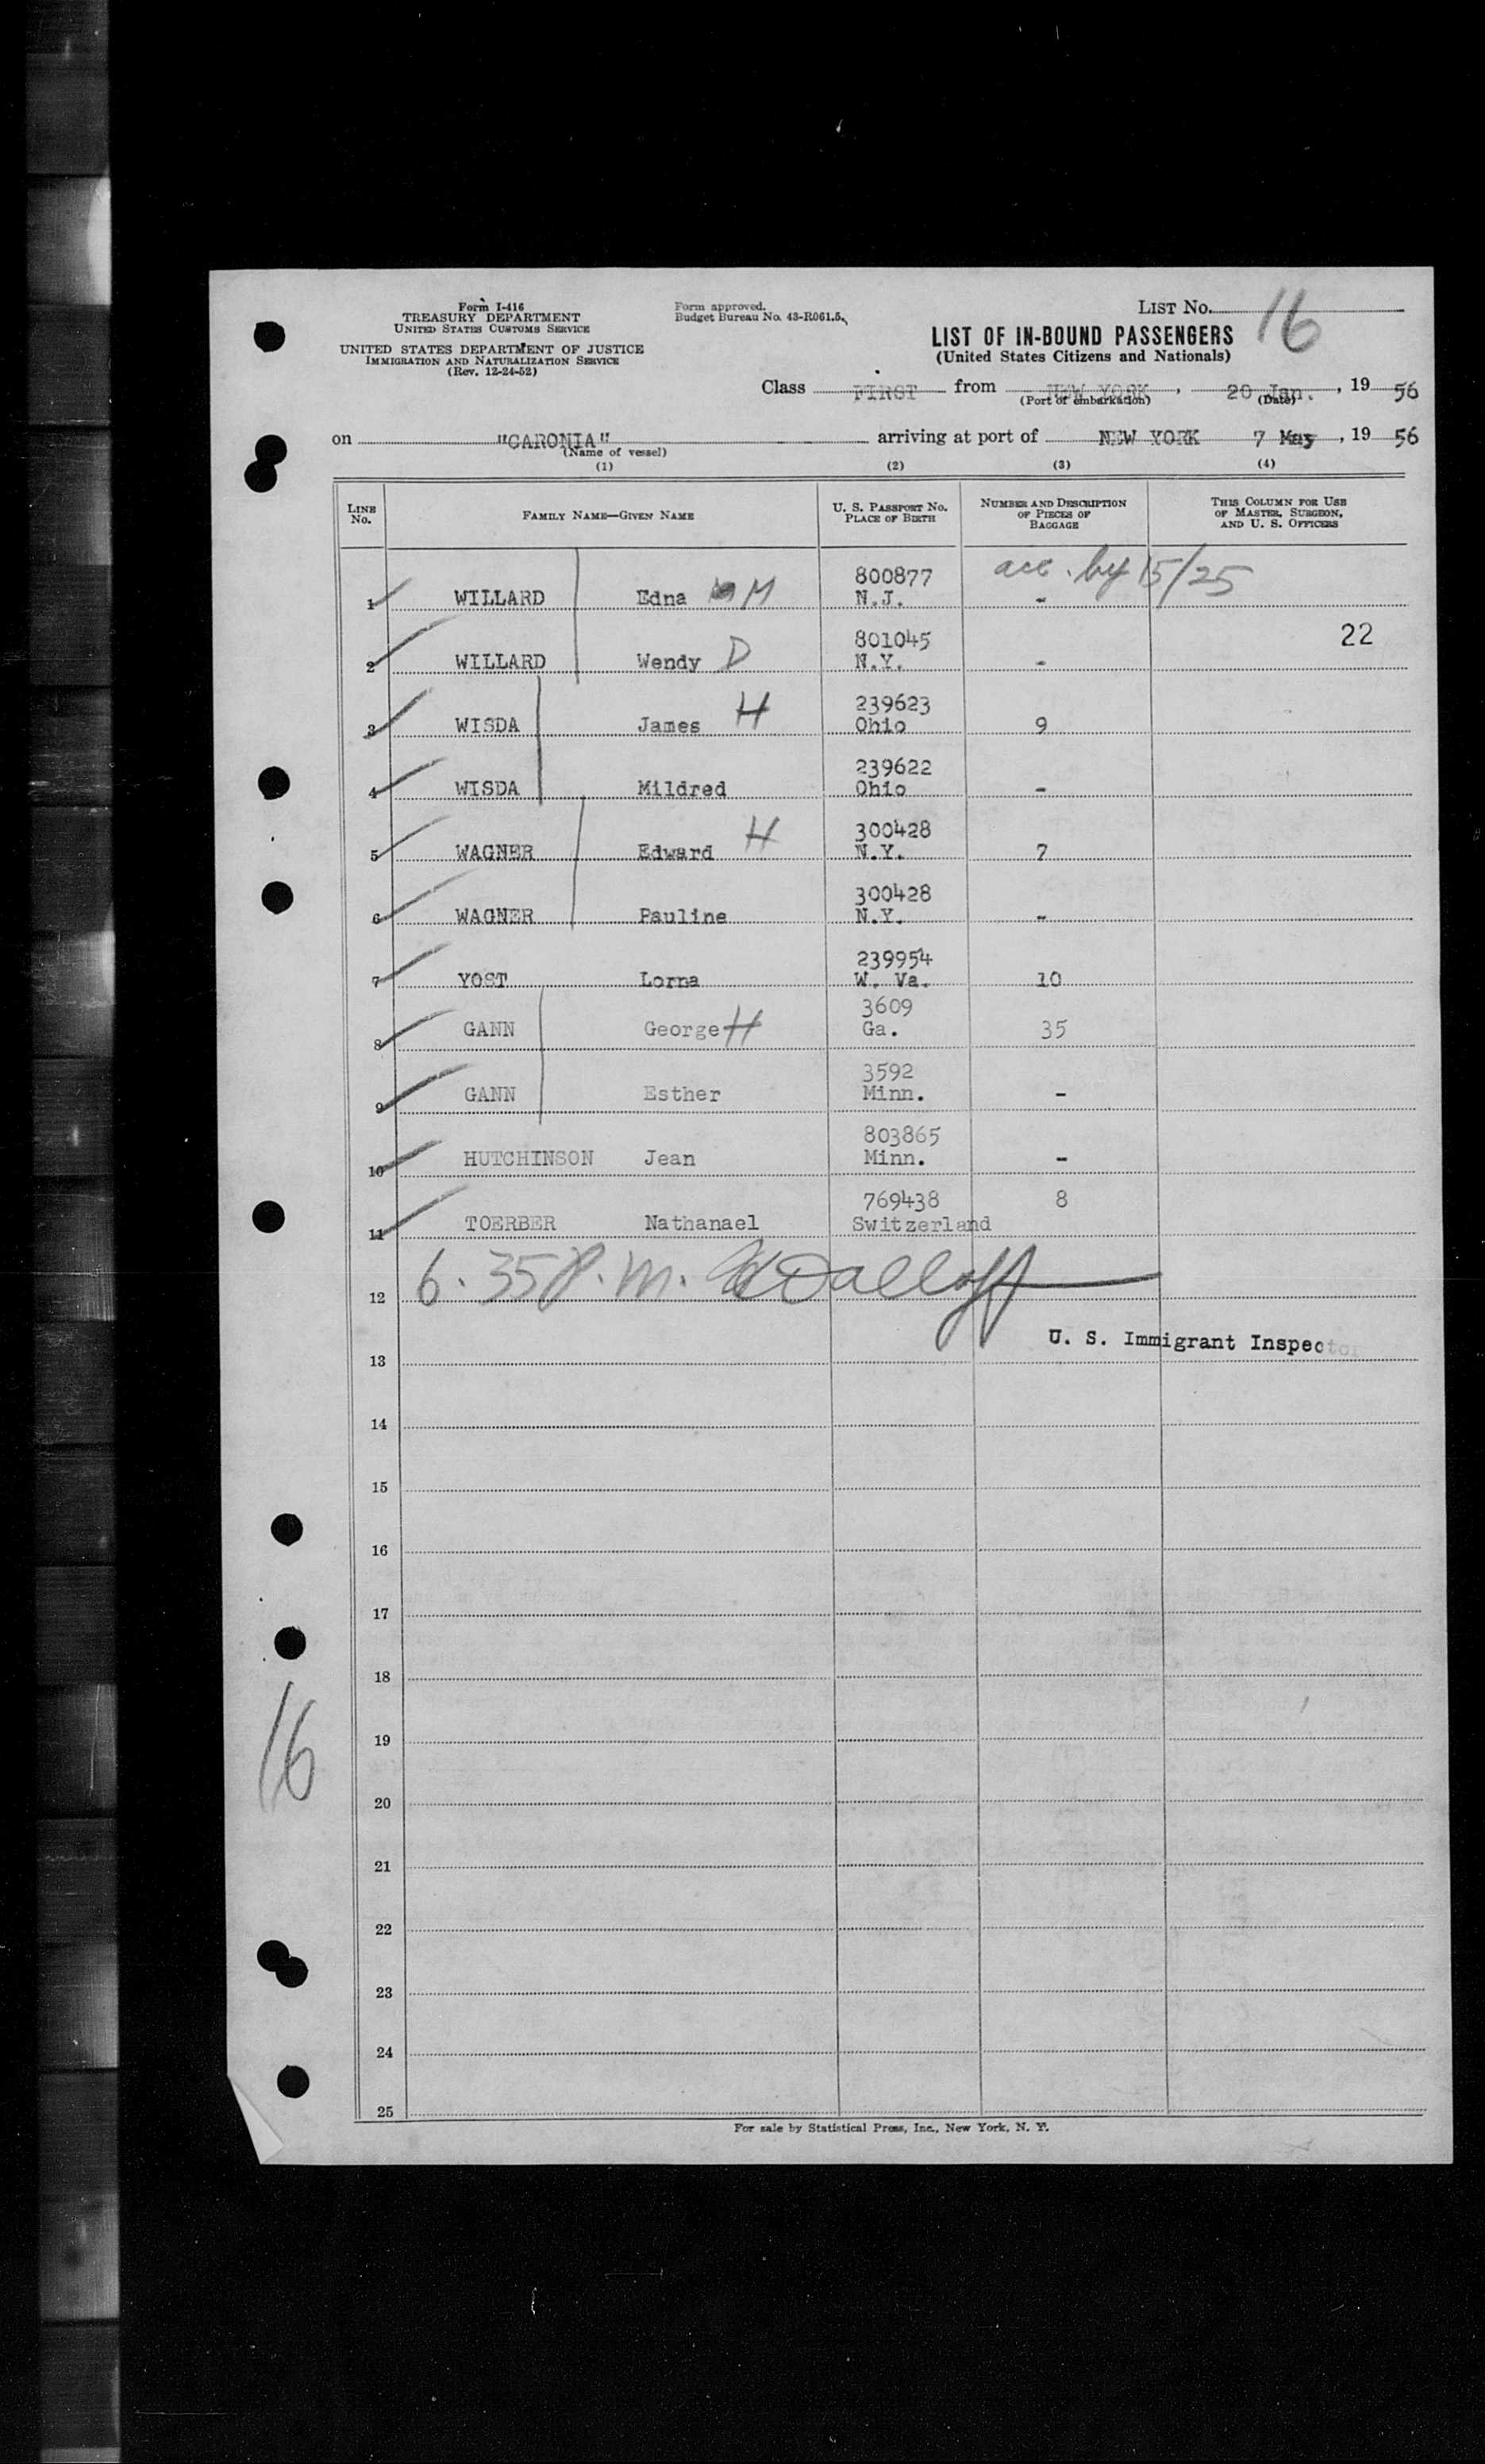 Form I-416
TREASURY DEPARTMENT
UNITED STATES CUSTOMS SERVICE
UNITED STATES DEPARTMENT OF JUSTICE
IMMIGRATION AND NATURALIZATION SERVICE
(Rev. 12-24-52)
Form approved.
Budget Bureau No. 43-R061.5.
LIST No. 16
LIST OF IN-BOUND PASSENGERS
(United States Citizens and Nationals)
Class FIRST from NEW YORK, 20 Jan., 19 56
(Port of embarkation) (Date)
on "CARONIA" arriving at port of NEW YORK 7 May, 19 56
(Name of vessel)
(1) (2) (3) (4)
LINE No. FAMILY NAME—GIVEN NAME U. S. PASSPORT No. PLACE OF BIRTH NUMBER AND DESCRIPTION OF PIECES OF BAGGAGE THIS COLUMN FOR USE OF MASTER, SURGEON, AND U. S. OFFICERS
800877 acc. by 15/25
1 WILLARD Edna M N.J. -
801045 22
2 WILLARD Wendy D N.Y. -
239623
3 WISDA James H Ohio 9
239622
4 WISDA Mildred Ohio -
300428
5 WAGNER Edward H N.Y. 7
300428
6 WAGNER Pauline N.Y. -
239954
7 YOST Lorna W. Va. 10
3609
8 GANN George H Ga. 35
3592
9 GANN Esther Minn. -
803865
10 HUTCHINSON Jean Minn. -
769438 8
11 TOERBER Nathanael Switzerland
12 6.35 P.M.
U. S. Immigrant Inspector
13
14
15
16
17
18
19
16
20
21
22
23
24
25
For sale by Statistical Press, Inc., New York, N. Y.